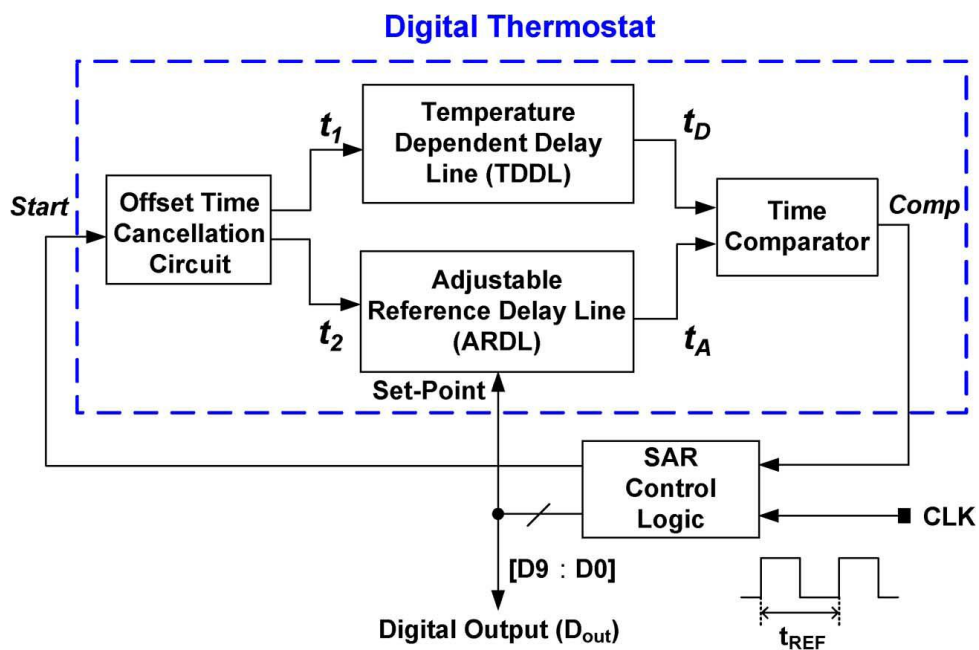 Digital Thermostat
Temperature
Dependent Delay
Line (TDDL)
t1
tD
Start
Offset Time
Cancellation
Circuit
Time
Comparator
Comp
Adjustable
Reference Delay Line
(ARDL)
t2
tA
Set-Point
SAR
Control
Logic
CLK
[D9 : D0]
Digital Output (Dout)
tREF